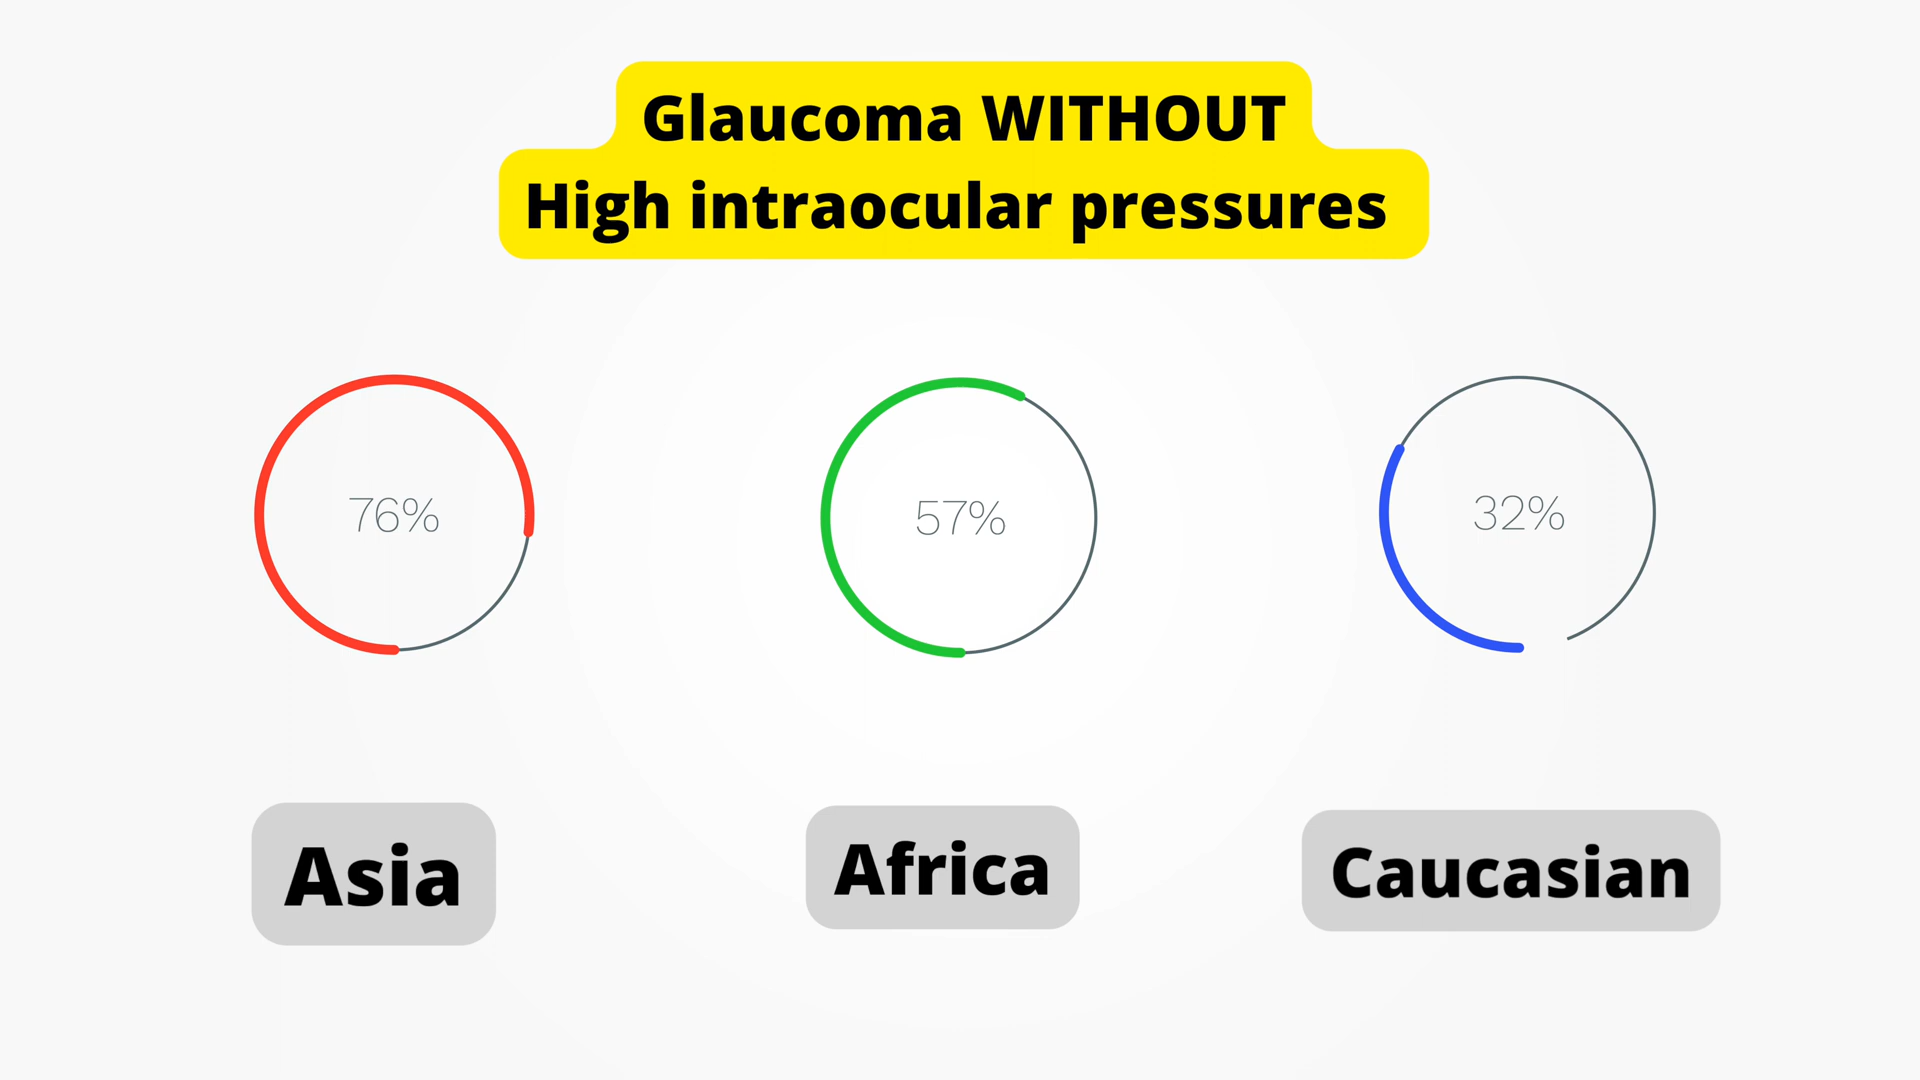 Glaucoma WITHOUT
High intraocular pressures
76%
57%
32%
Asia
Africa
Caucasian